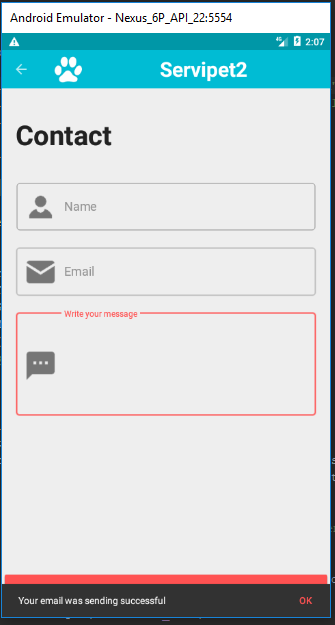 Android Emulator - Nexus_6P_API_22:5554
4G 2:07
Servipet2
Contact
Name
Email
Write your message
Your email was sending successful OK